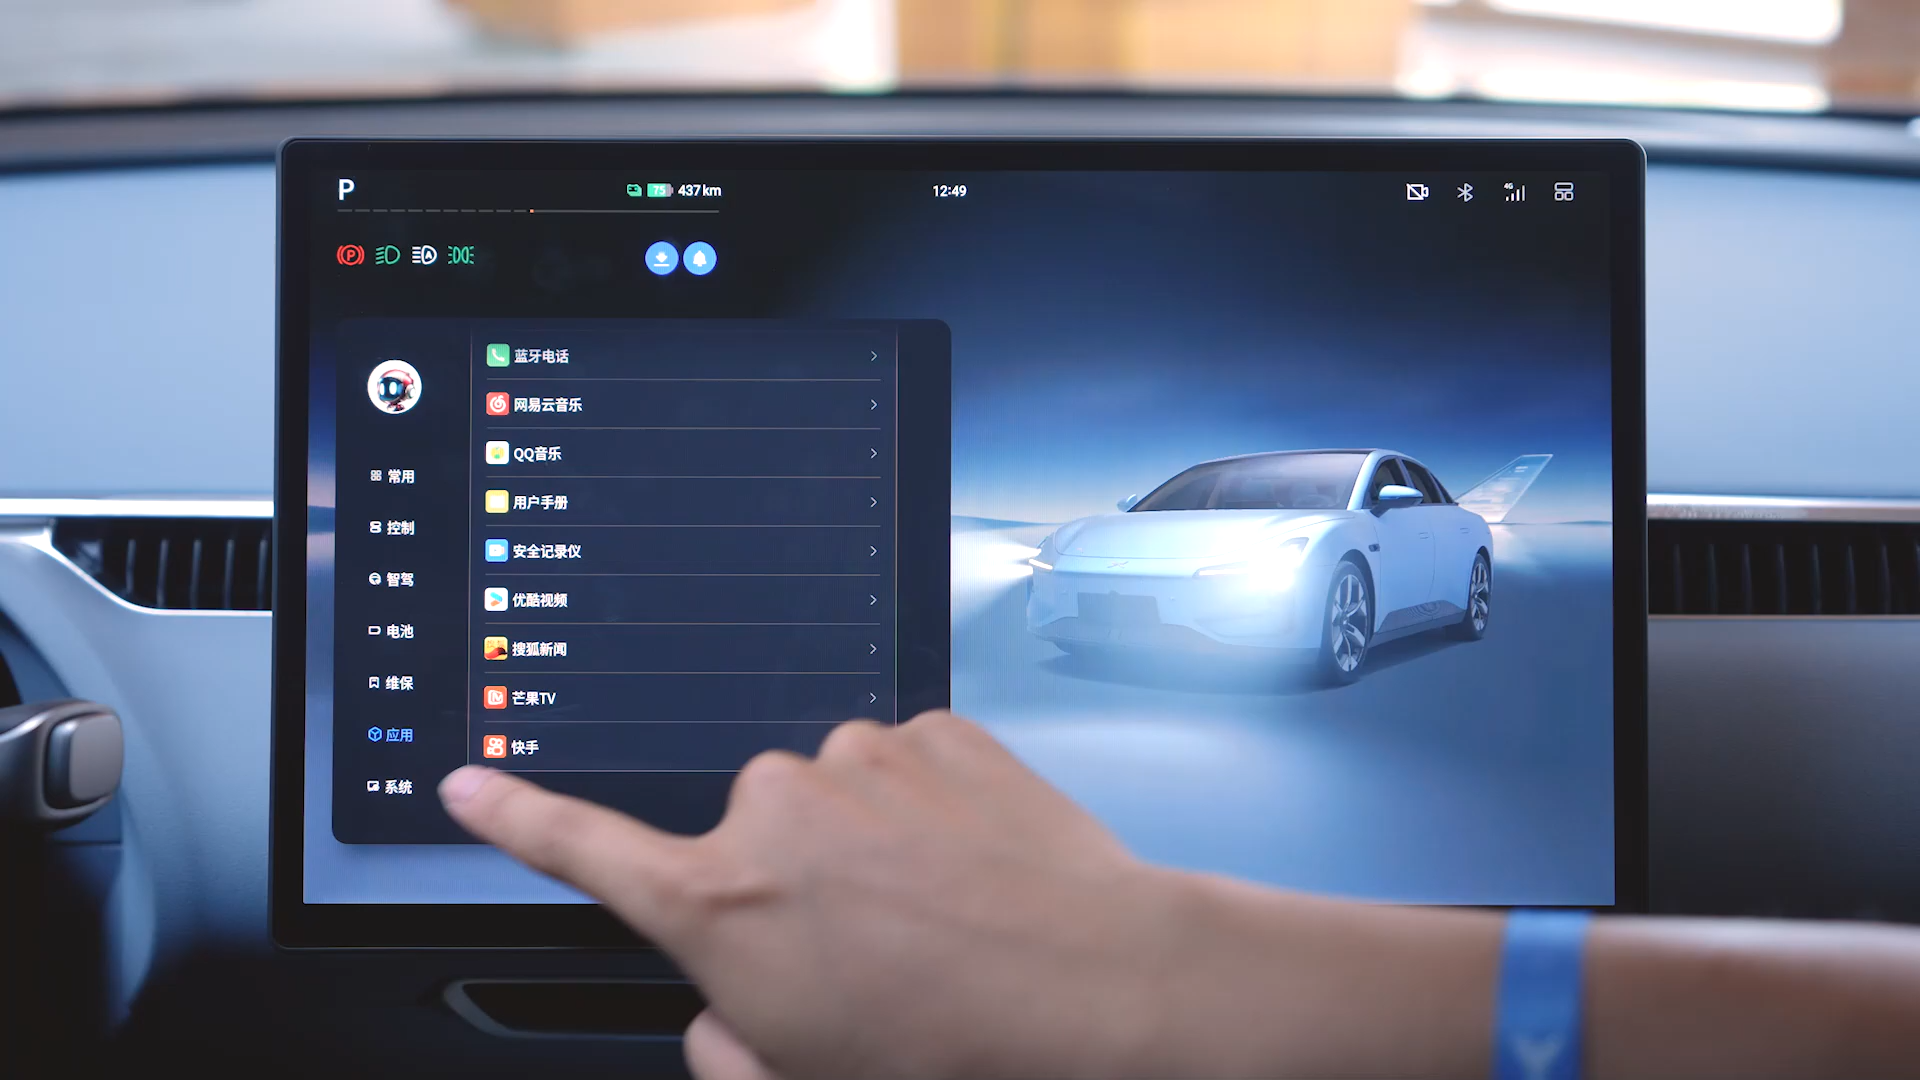 P
75 437 km
12:49
4G
蓝牙电话
网易云音乐
QQ音乐
用户手册
安全记录仪
优酷视频
搜狐新闻
芒果TV
快手
常用
控制
智驾
电池
维保
应用
系统